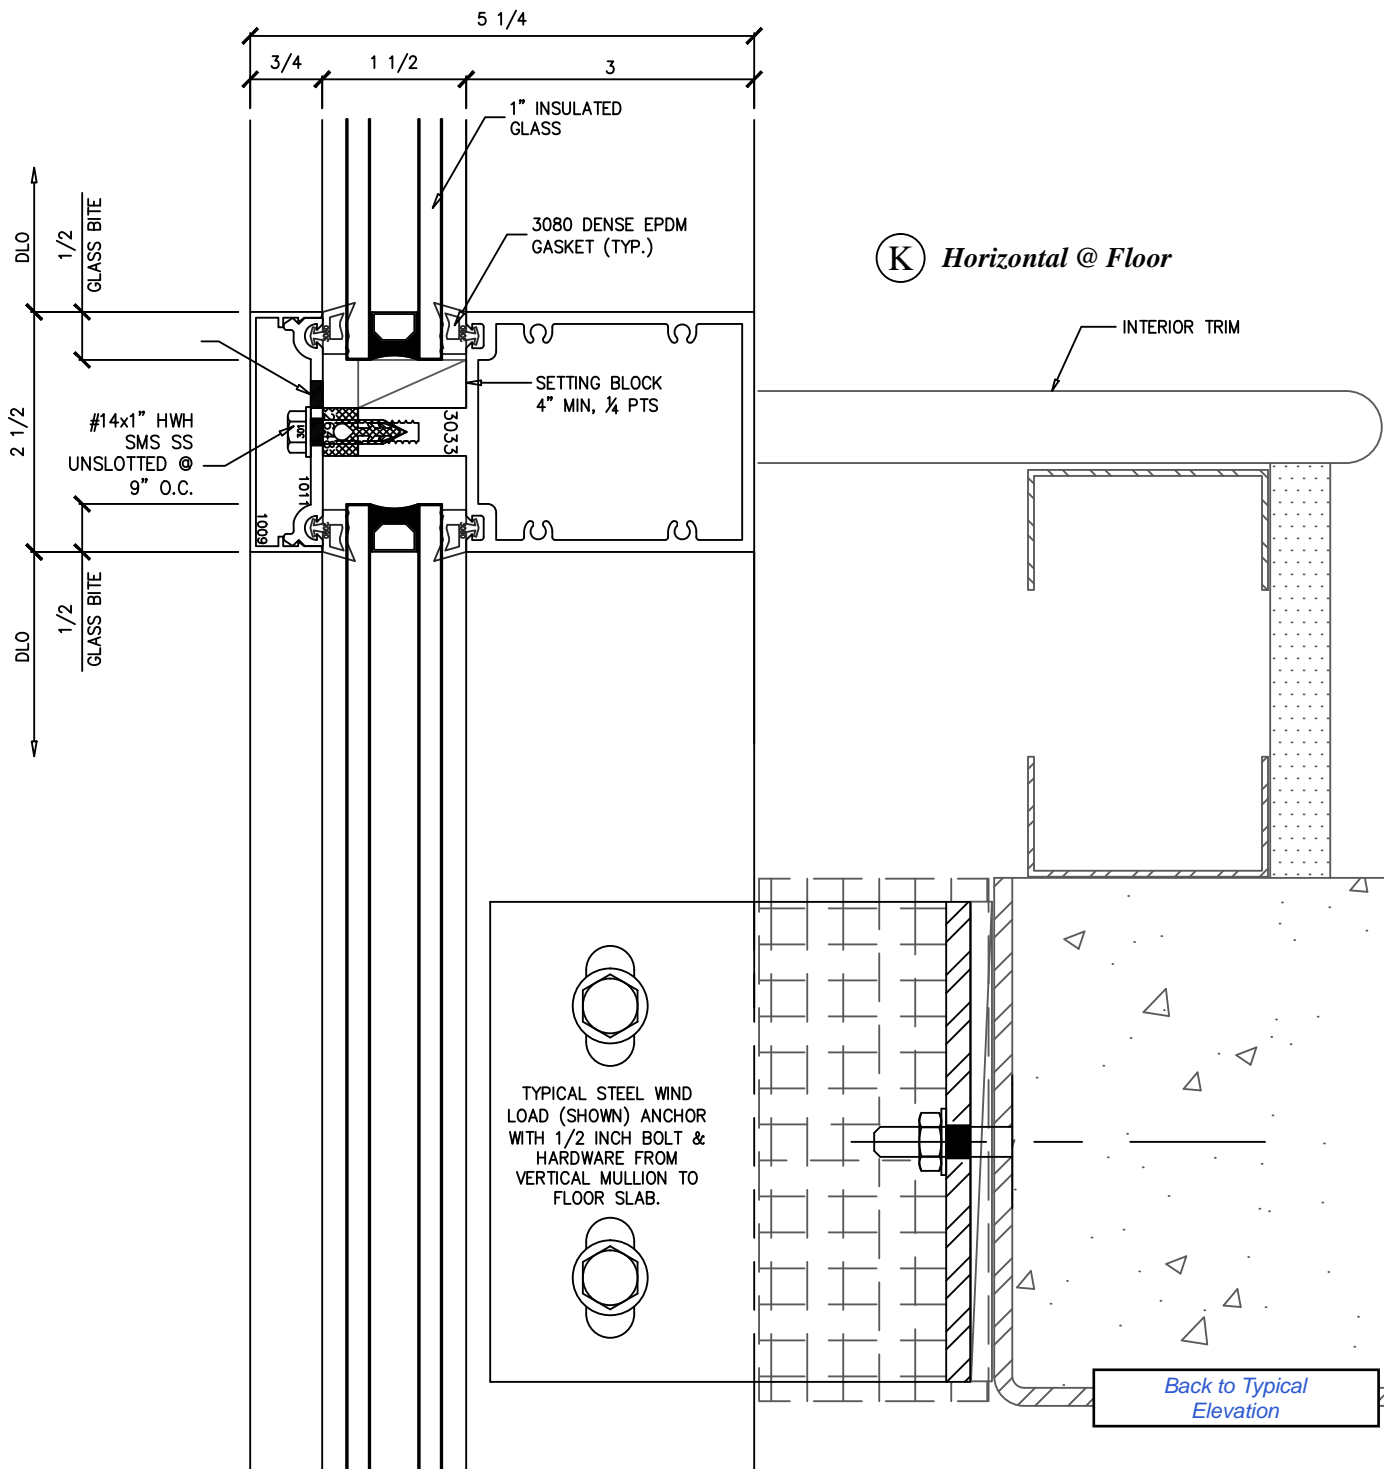 5 1/4
3/4
1 1/2
3
1" INSULATED
GLASS
DLO
1/2
GLASS BITE
3080 DENSE EPDM
GASKET (TYP.)
K Horizontal @ Floor
INTERIOR TRIM
SETTING BLOCK
4" MIN, ¼ PTS
2 1/2
#14x1" HWH
SMS SS
UNSLOTTED @
9" O.C.
301
3033
1011
1009
1/2
GLASS BITE
DLO
TYPICAL STEEL WIND
LOAD (SHOWN) ANCHOR
WITH 1/2 INCH BOLT &
HARDWARE FROM
VERTICAL MULLION TO
FLOOR SLAB.
Back to Typical
Elevation